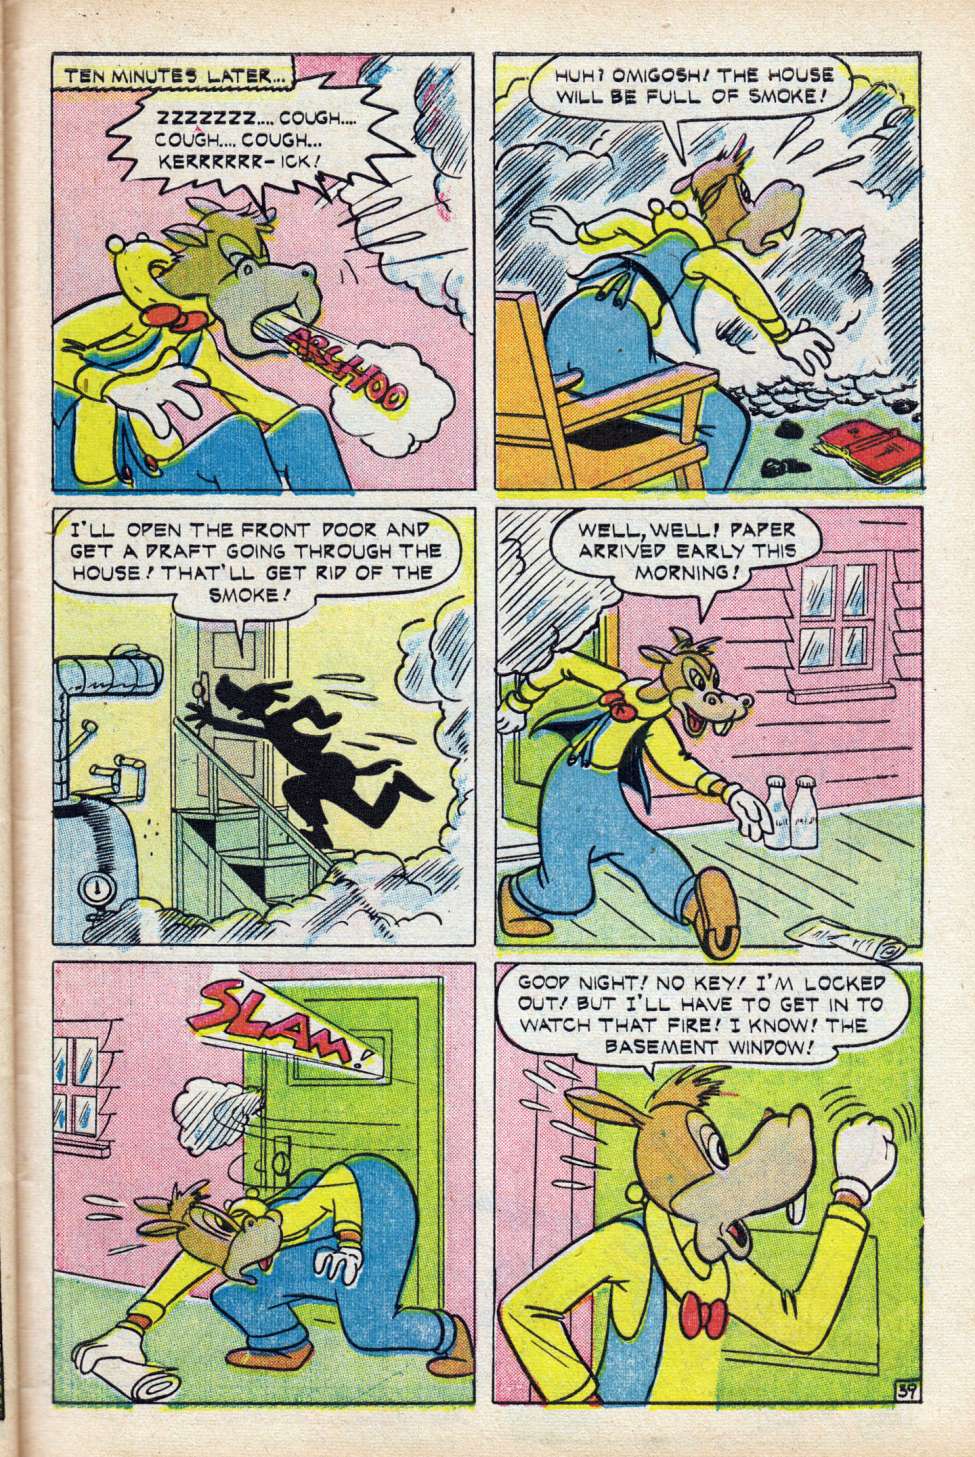 TEN MINUTES LATER...
ZZZZZZZ.... COUGH....
COUGH.... COUGH...
KERRRRRR-ICK!
AHSHOO
HUH? OMIGOSH! THE HOUSE
WILL BE FULL OF SMOKE!
I'LL OPEN THE FRONT DOOR AND
GET A DRAFT GOING THROUGH THE
HOUSE! THAT'LL GET RID OF THE
SMOKE!
WELL, WELL! PAPER
ARRIVED EARLY THIS
MORNING!
SLAM!
GOOD NIGHT! NO KEY! I'M LOCKED
OUT! BUT I'LL HAVE TO GET IN TO
WATCH THAT FIRE! I KNOW! THE
BASEMENT WINDOW!
39